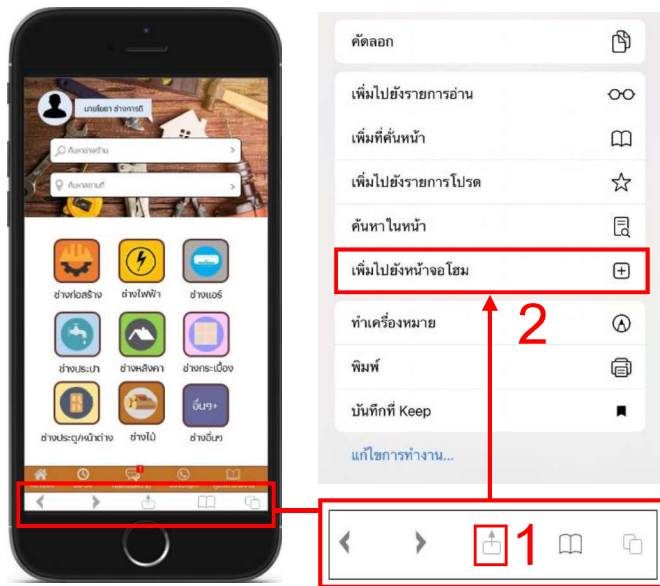 นายโยธา ช่างการดี
ค้นหาช่าง/ร้าน
ค้นหาสถานที่
ช่างก่อสร้าง
ช่างไฟฟ้า
ช่างแอร์
ช่างประปา
ช่างหลังคา
ช่างกระเบื้อง
อื่นๆ+
ช่างประตู/หน้าต่าง
ช่างไม้
ช่างอื่นๆ
คัดลอก
เพิ่มไปยังรายการอ่าน
เพิ่มที่คั่นหน้า
เพิ่มไปยังรายการโปรด
ค้นหาในหน้า
เพิ่มไปยังหน้าจอโฮม
2
ทำเครื่องหมาย
พิมพ์
บันทึกที่ Keep
แก้ไขการทำงาน...
1